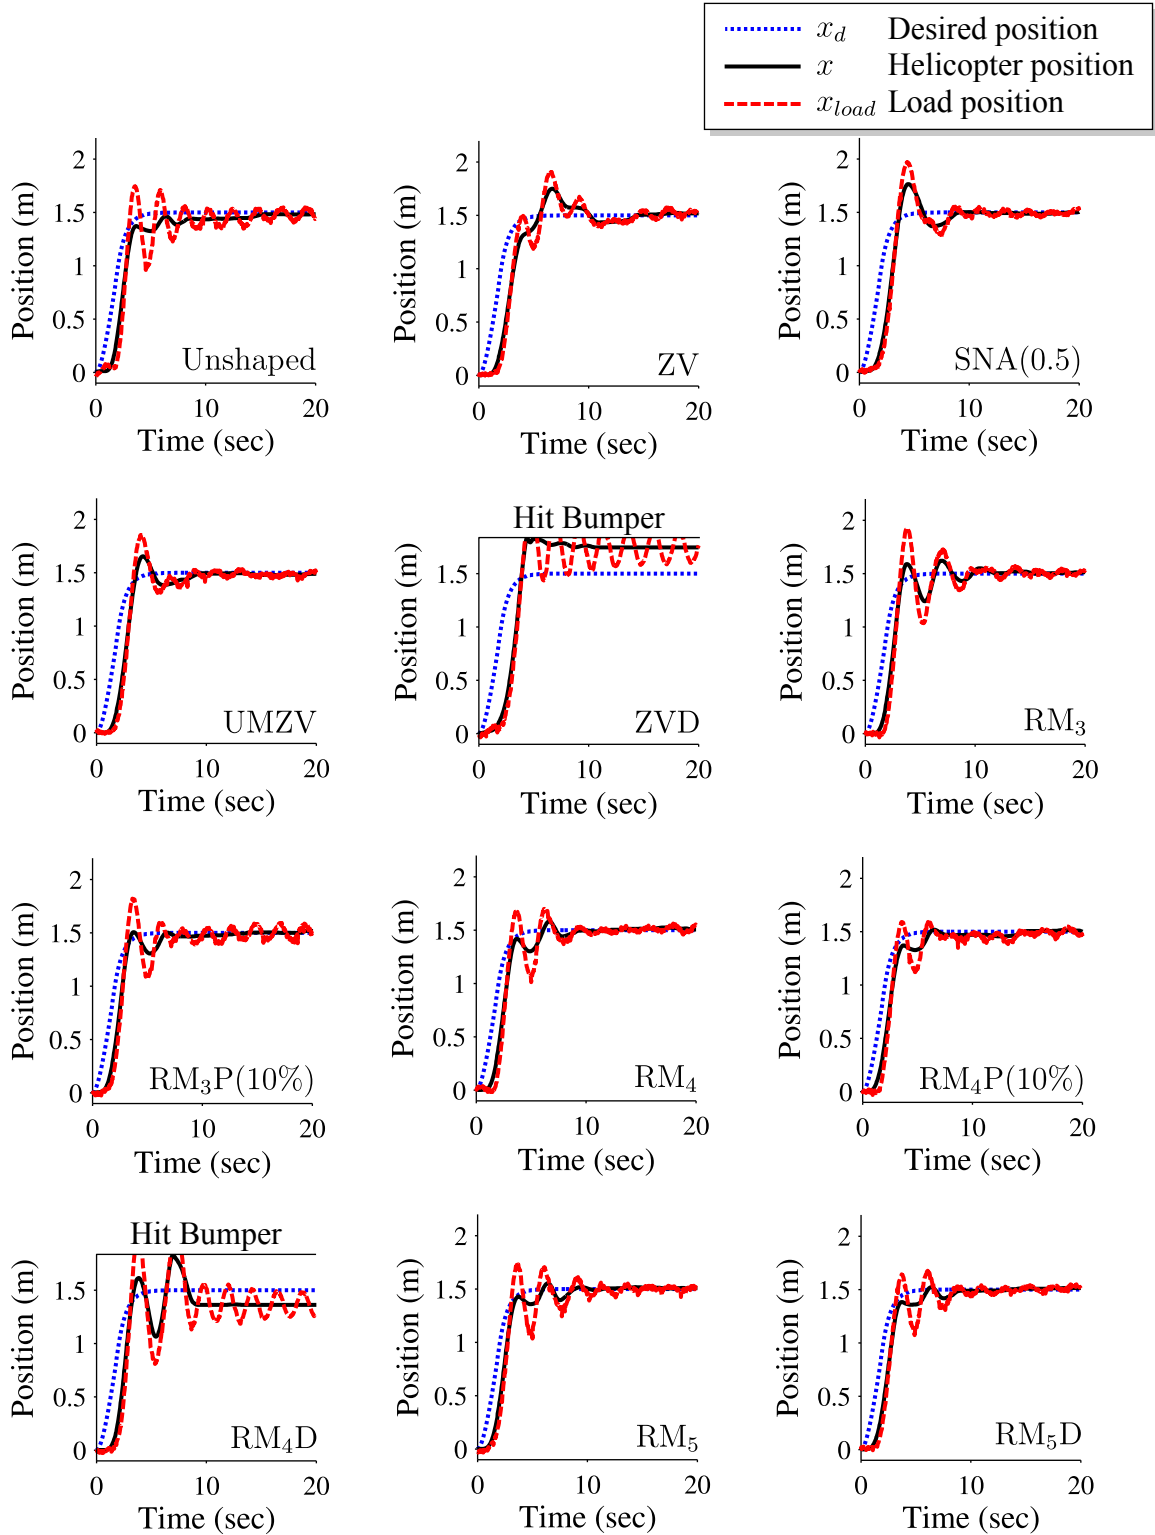 x_d Desired position
x Helicopter position
x_load Load position
Position (m)
2
1.5
1
0.5
0
Unshaped
0 10 20
Time (sec)
Position (m)
2
1.5
1
0.5
0
ZV
0 10 20
Time (sec)
Position (m)
2
1.5
1
0.5
0
SNA(0.5)
0 10 20
Time (sec)
Position (m)
2
1.5
1
0.5
0
UMZV
0 10 20
Time (sec)
Hit Bumper
Position (m)
1.5
1
0.5
0
ZVD
0 10 20
Time (sec)
Position (m)
2
1.5
1
0.5
0
RM₃
0 10 20
Time (sec)
Position (m)
2
1.5
1
0.5
0
RM₃P(10%)
0 10 20
Time (sec)
Position (m)
2
1.5
1
0.5
0
RM₄
0 10 20
Time (sec)
Position (m)
2
1.5
1
0.5
0
RM₄P(10%)
0 10 20
Time (sec)
Hit Bumper
Position (m)
1.5
1
0.5
0
RM₄D
0 10 20
Time (sec)
Position (m)
2
1.5
1
0.5
0
RM₅
0 10 20
Time (sec)
Position (m)
2
1.5
1
0.5
0
RM₅D
0 10 20
Time (sec)